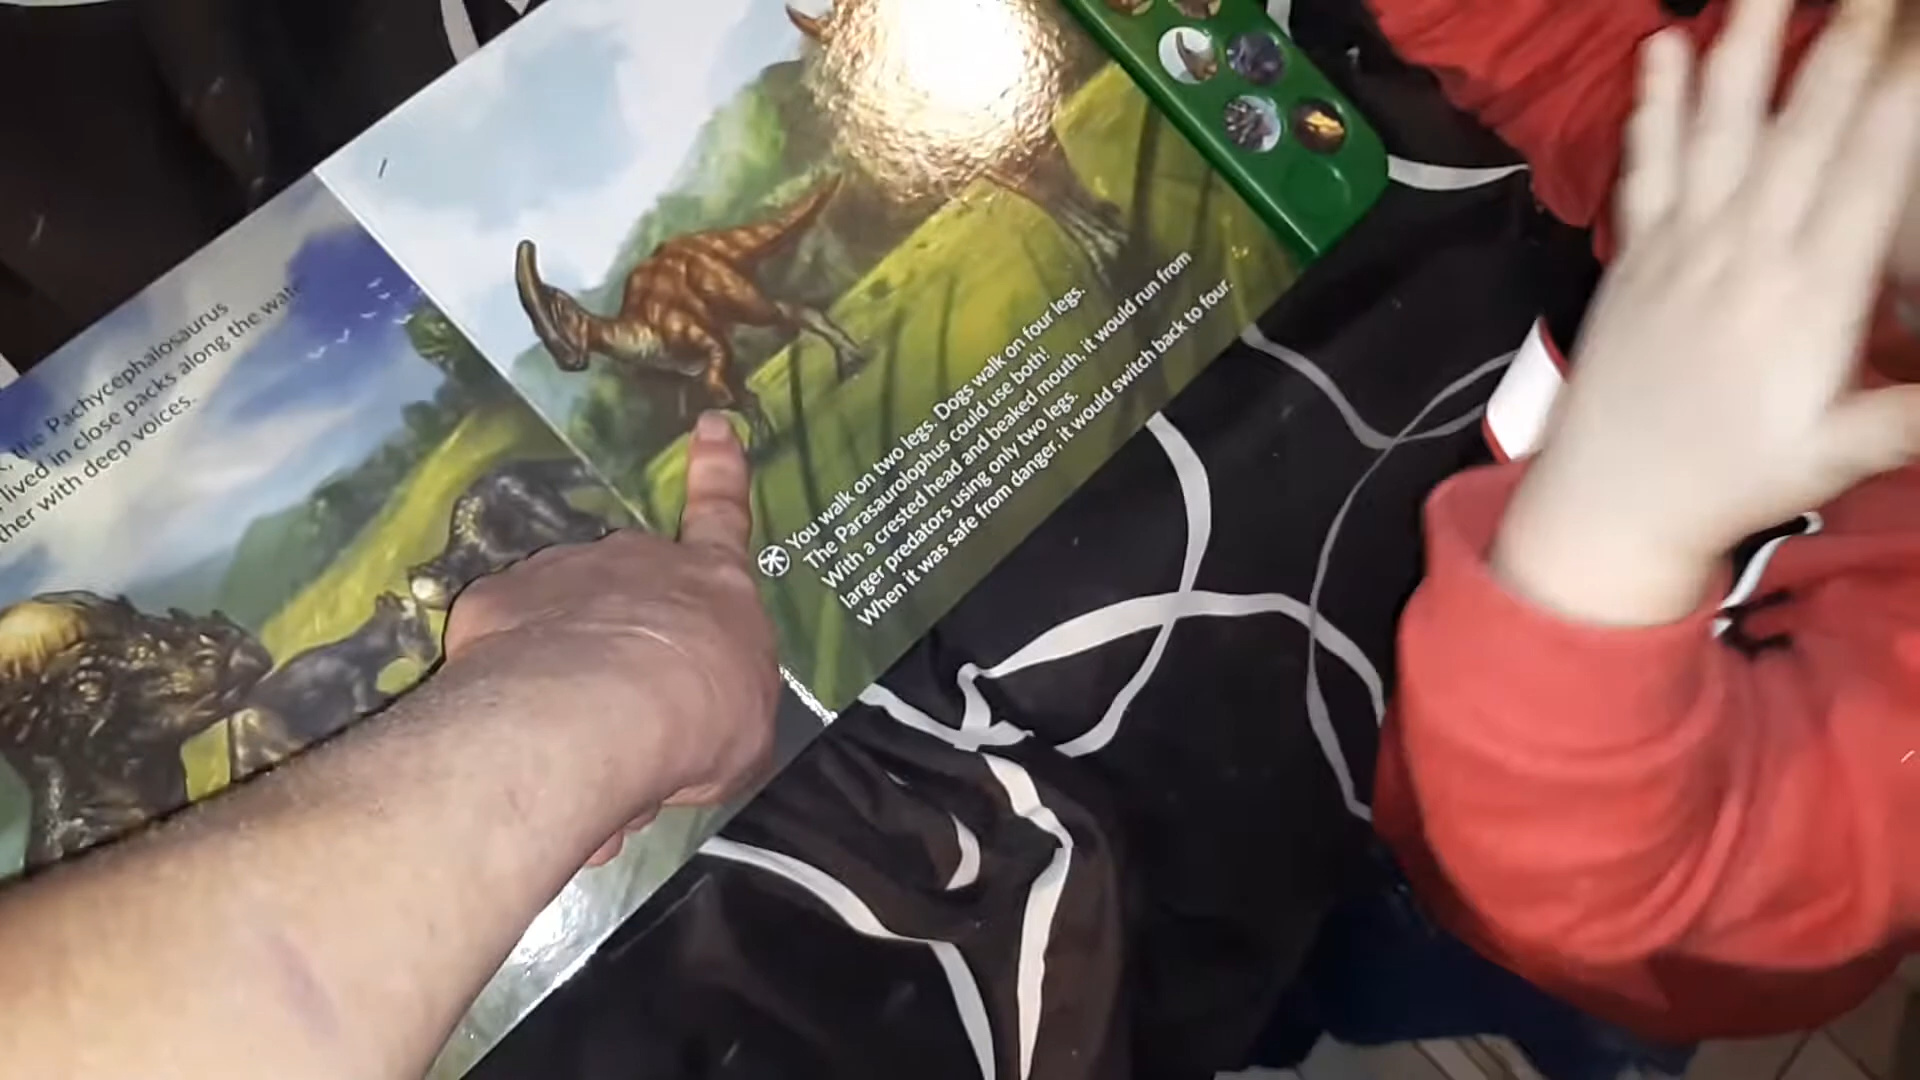 the Pachycephalosaurus
lived in close packs along the
ther with deep voices.
You walk on two legs. Dogs walk on four legs.
The Parasaurolophus could use both!
With a crested head and beaked mouth, it would run from
larger predators using only two legs.
When it was safe from danger, it would switch back to four.